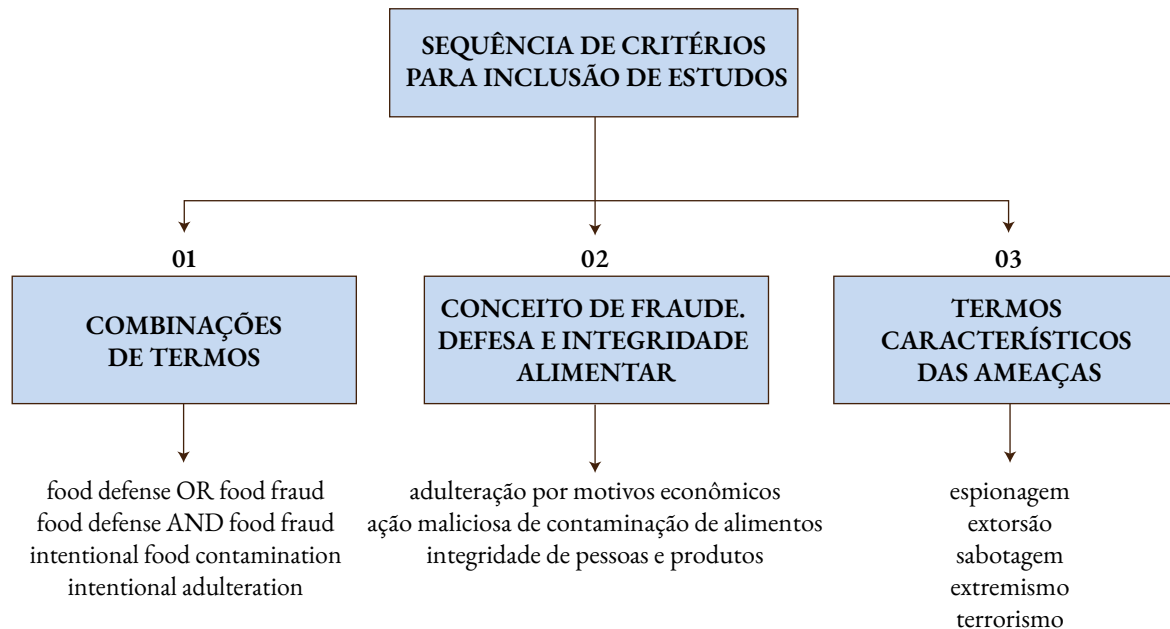 SEQUÊNCIA DE CRITÉRIOS
PARA INCLUSÃO DE ESTUDOS
01
COMBINAÇÕES
DE TERMOS
food defense OR food fraud
food defense AND food fraud
intentional food contamination
intentional adulteration
02
CONCEITO DE FRAUDE.
DEFESA E INTEGRIDADE
ALIMENTAR
adulteração por motivos econômicos
ação maliciosa de contaminação de alimentos
integridade de pessoas e produtos
03
TERMOS
CARACTERÍSTICOS
DAS AMEAÇAS
espionagem
extorsão
sabotagem
extremismo
terrorismo